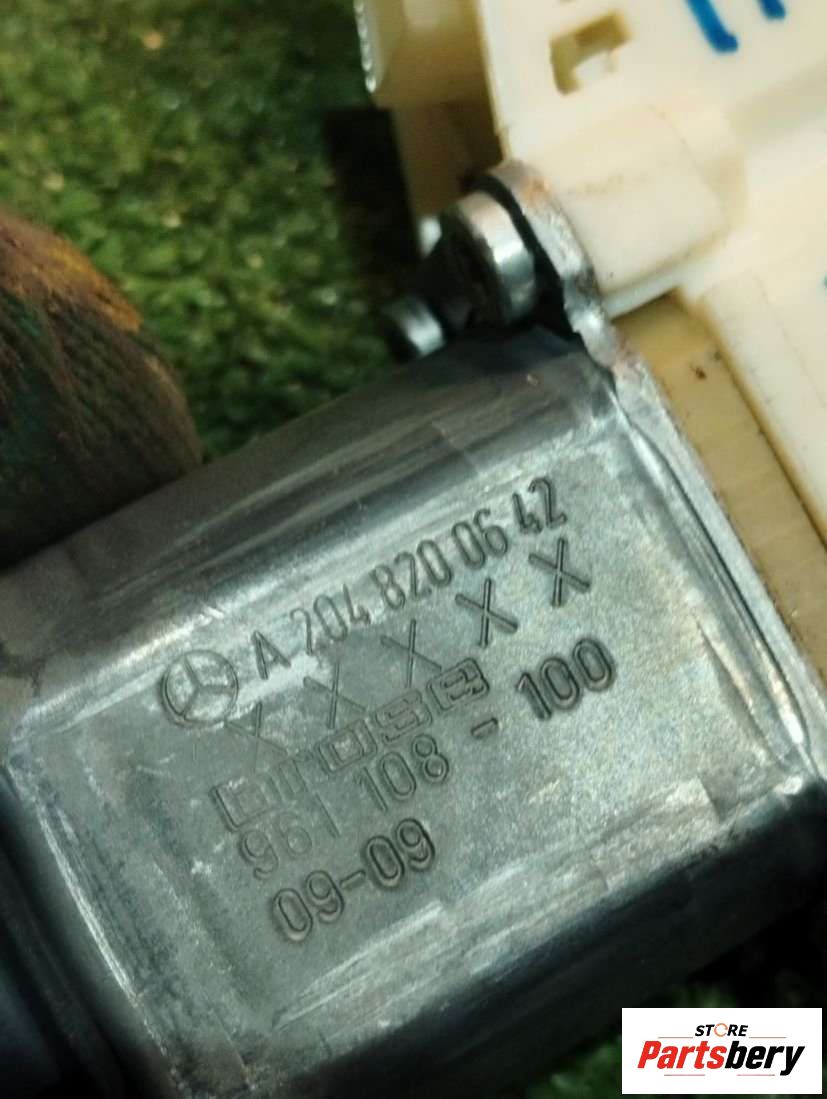 A 204 820 06 42
X X X X X
brose
961 108 - 100
09-09
STORE
Partsbery